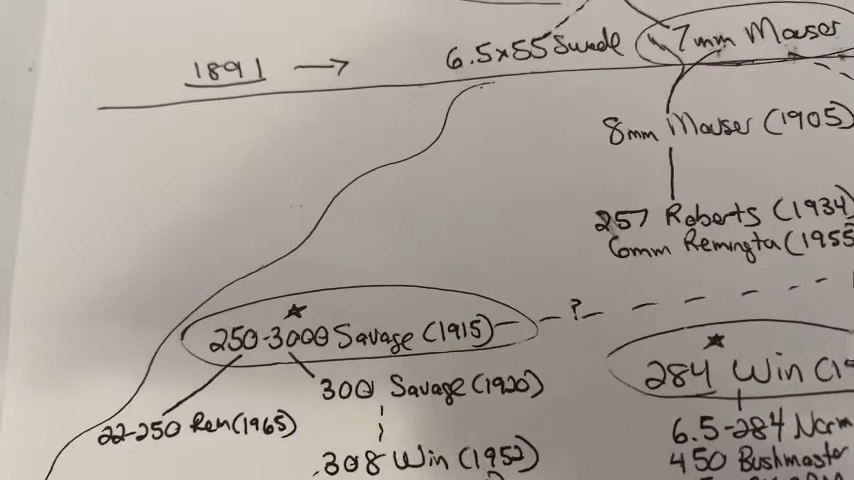 1891 →
6.5x55 Swede
7mm Mauser
8mm Mauser (1905)
257 Roberts (1934)
6mm Remington (1955
250-3000 Savage (1915)
?
284 Win (19
22-250 Rem (1965)
300 Savage (1920)
.308 Win (1952)
6.5-284 Norm
450 Bushmaster